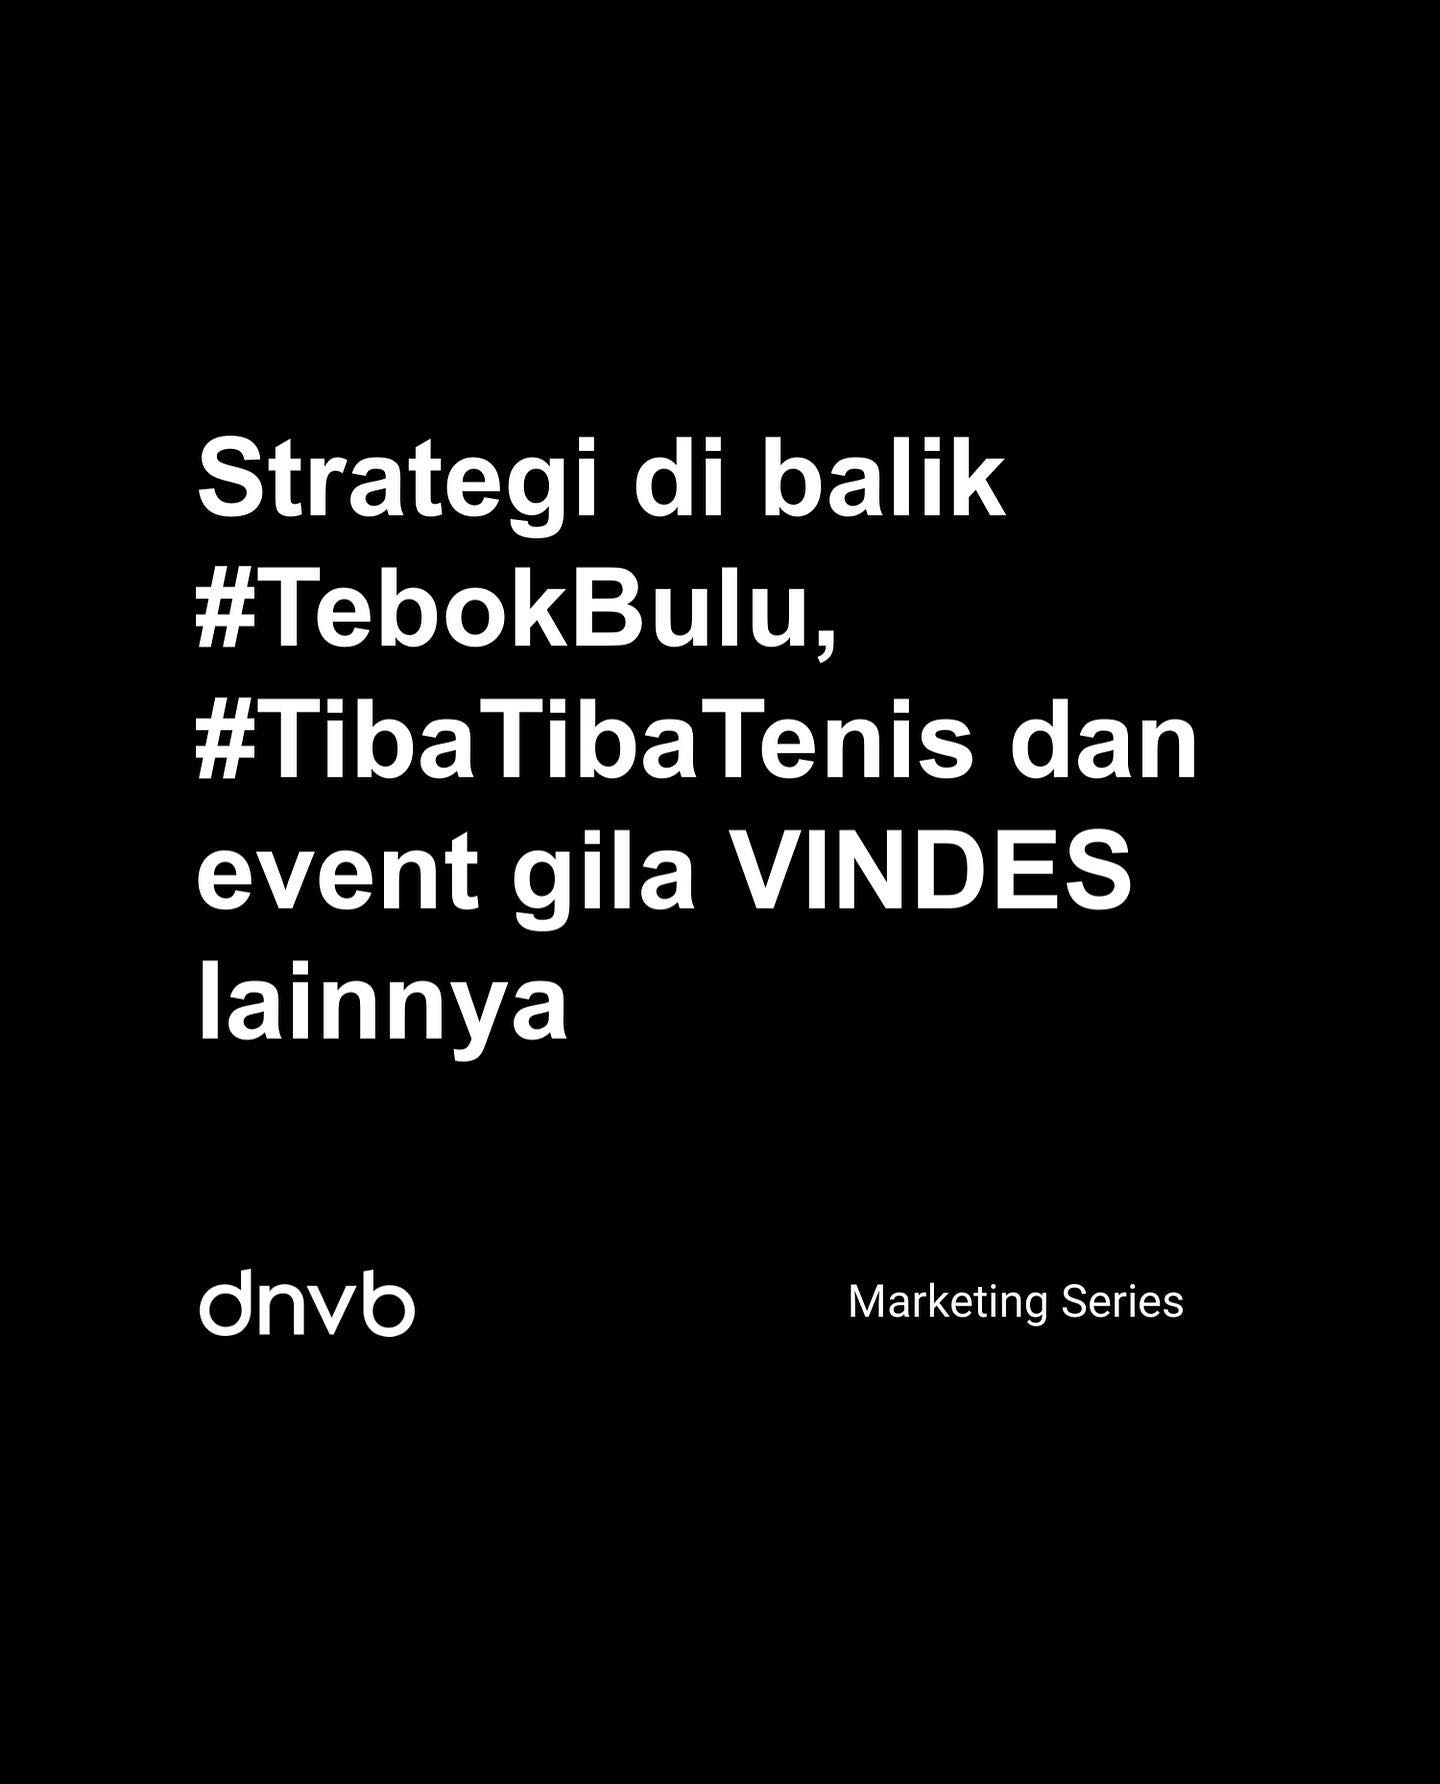 Strategi di balik
#TebokBulu,
#TibaTibaTenis dan
event gila VINDES
lainnya
dnvb
Marketing Series